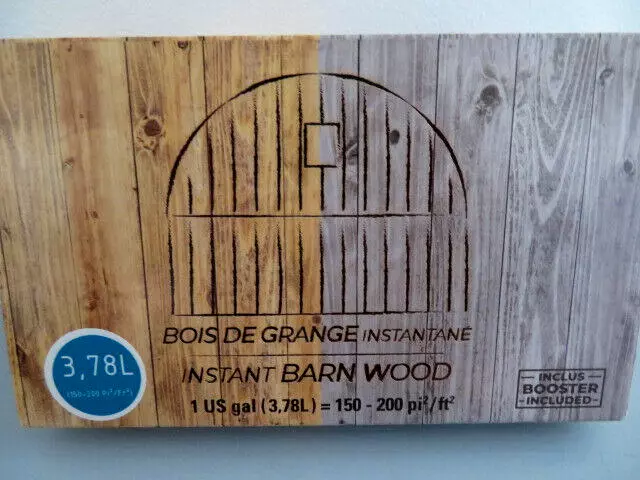 BOIS DE GRANGE INSTANTANÉ
INSTANT BARN WOOD
1 US gal (3,78L) = 150 - 200 pi²/ft²
3,78L
(150-200 pi²/ft²)
INCLUS
BOOSTER
INCLUDED